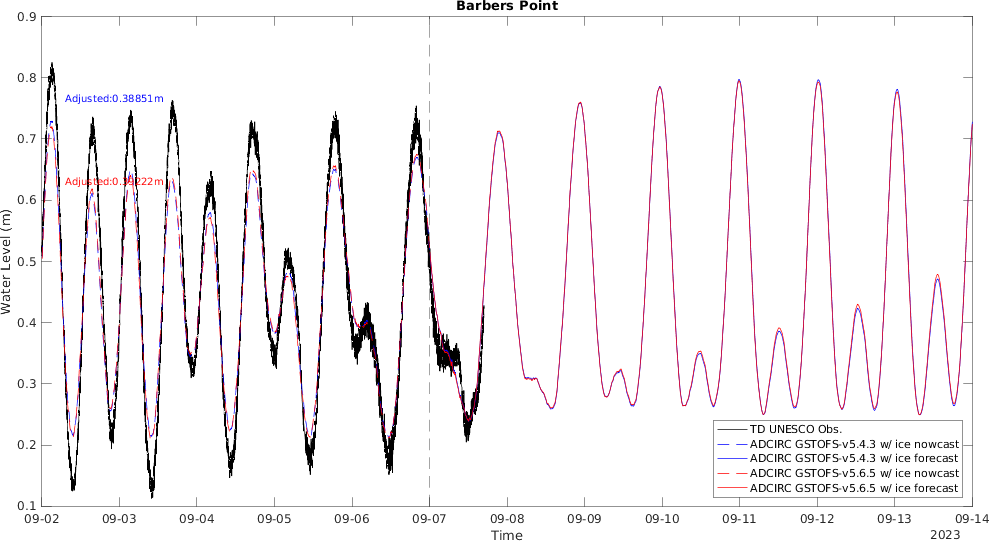 Barbers Point
0.9
0.8
0.7
0.6
0.5
0.4
0.3
0.2
0.1
Water Level (m)
Adjusted:0.38851m
Adjusted:0.39222m
TD UNESCO Obs.
ADCIRC GSTOFS-v5.4.3 w/ ice nowcast
ADCIRC GSTOFS-v5.4.3 w/ ice forecast
ADCIRC GSTOFS-v5.6.5 w/ ice nowcast
ADCIRC GSTOFS-v5.6.5 w/ ice forecast
09-02 09-03 09-04 09-05 09-06 09-07 09-08 09-09 09-10 09-11 09-12 09-13 09-14
Time
2023